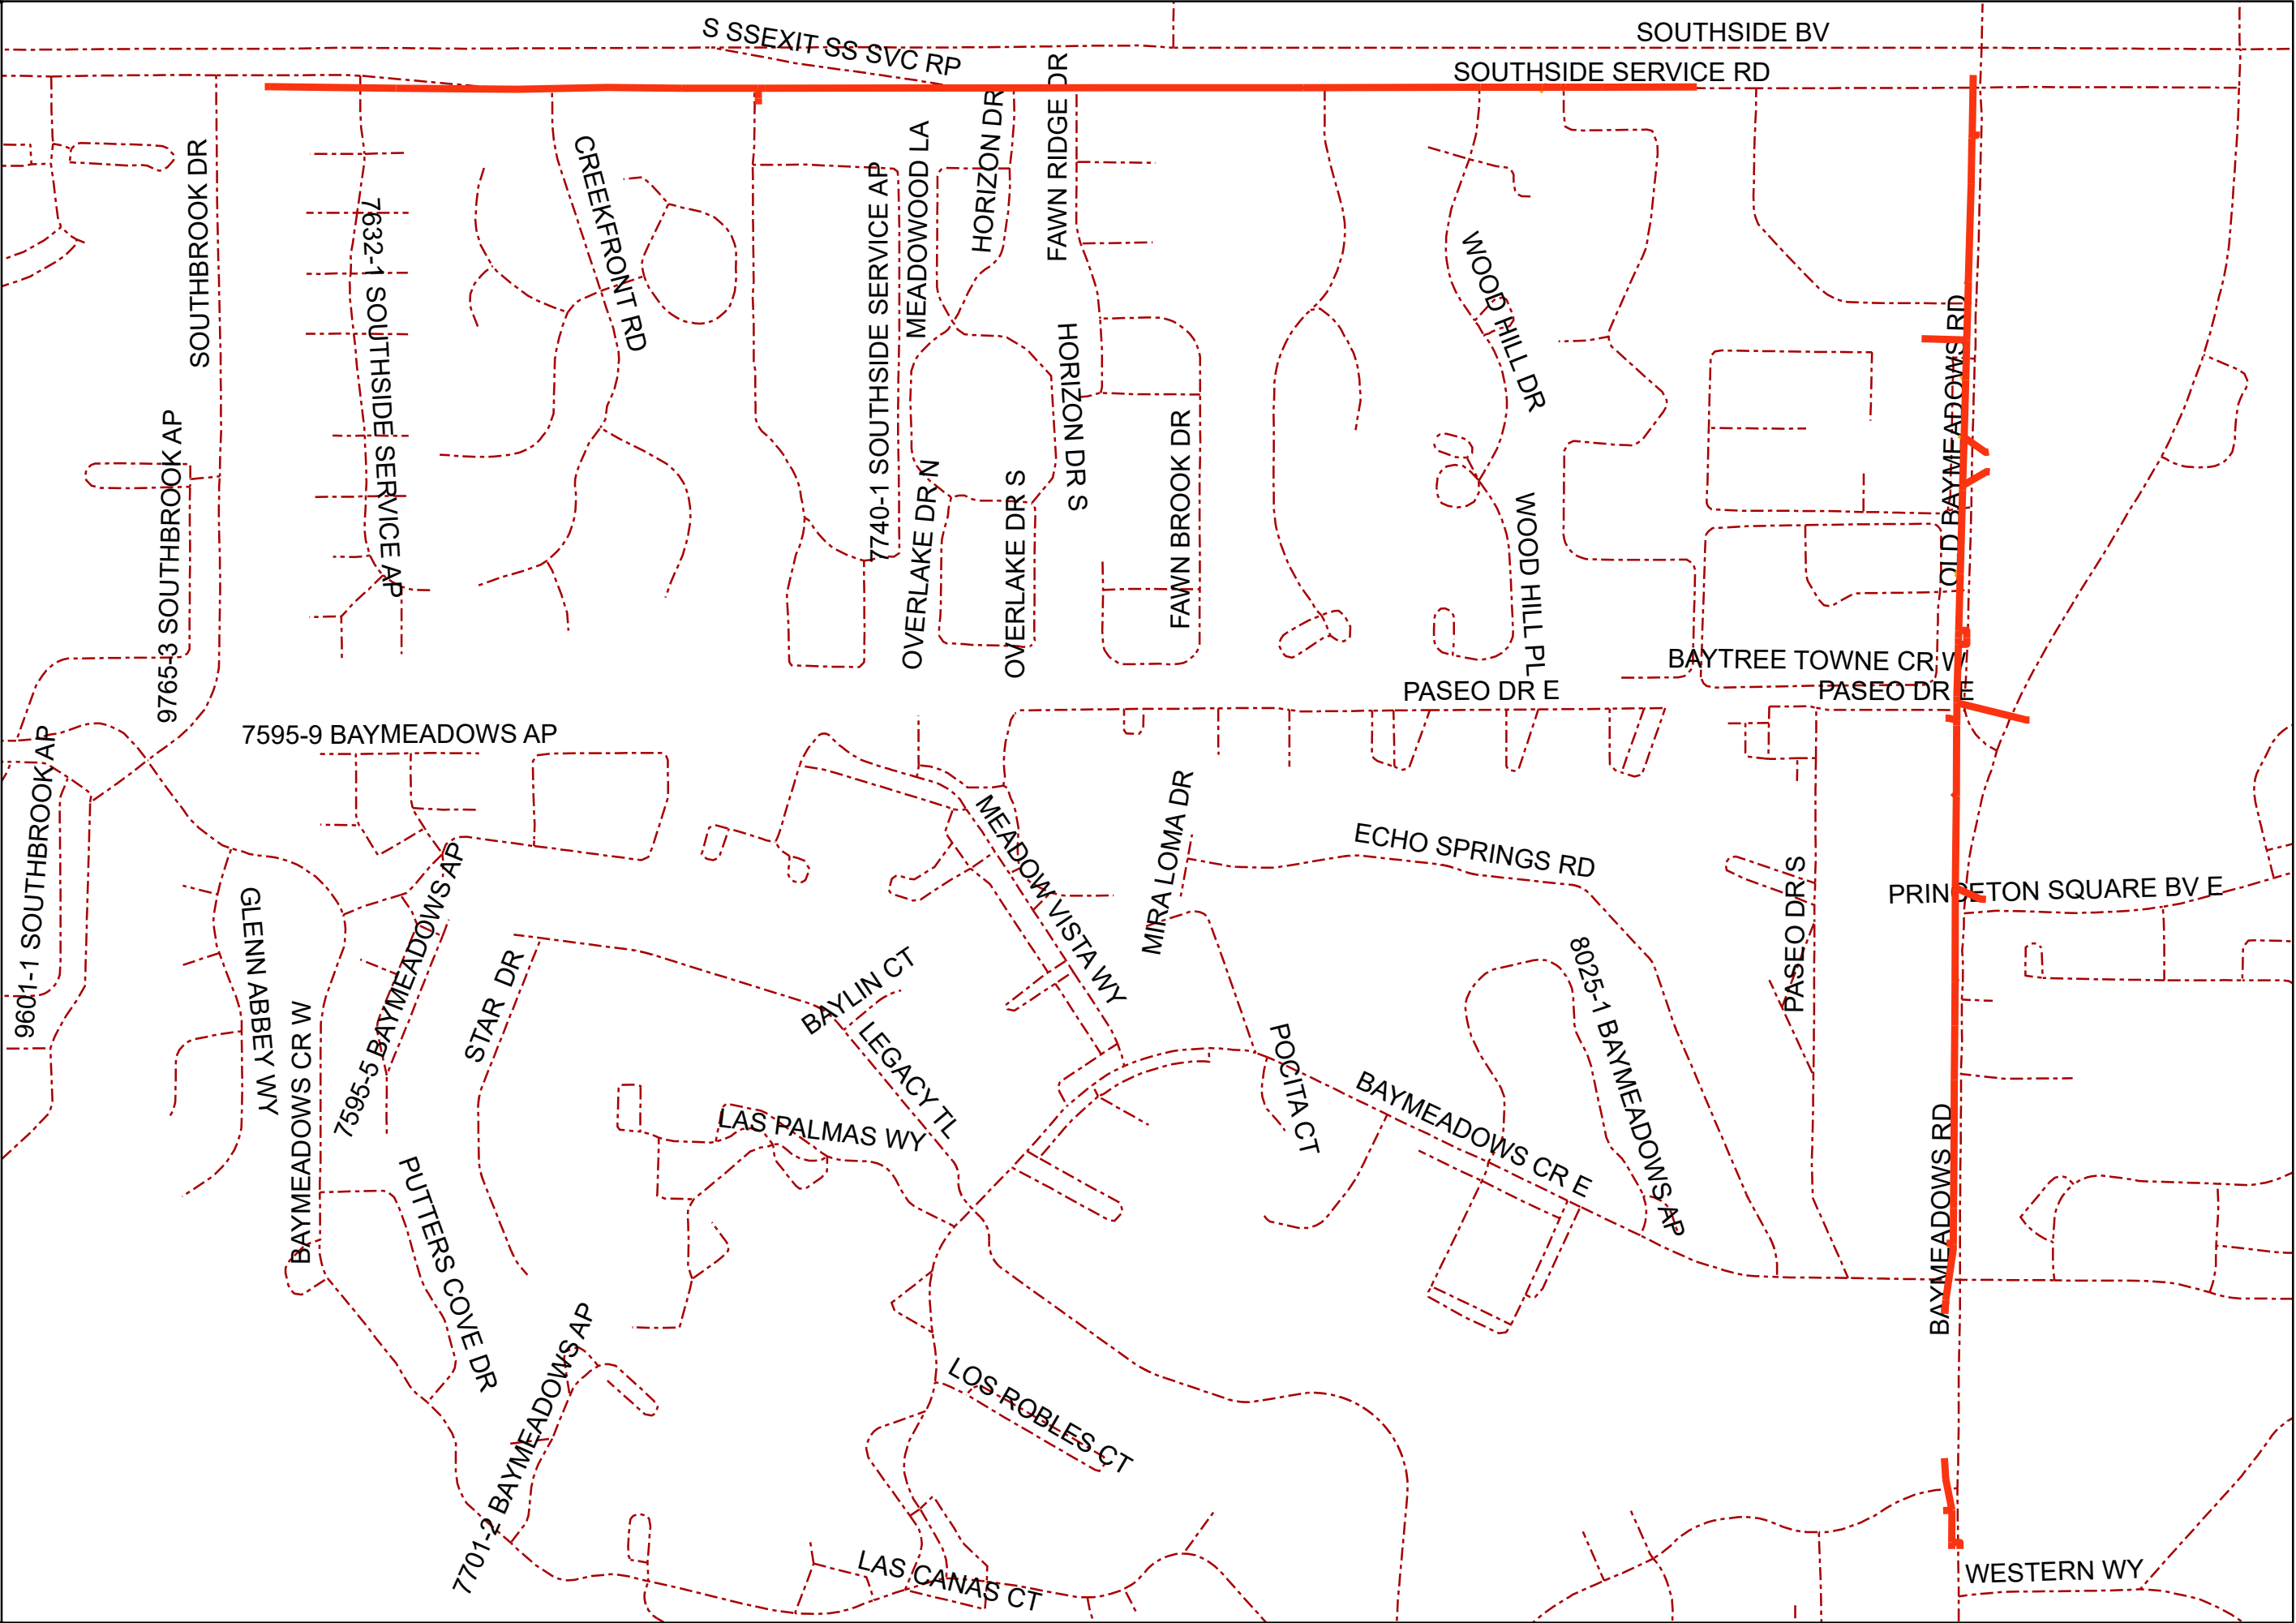 S SSEXIT SS SVC RP
SOUTHSIDE BV
SOUTHSIDE SERVICE RD
SOUTHBROOK DR
7632-1 SOUTHSIDE SERVICE AP
CREEKFRONT RD
7740-1 SOUTHSIDE SERVICE AP
MEADOWOOD LA
HORIZON DR
FAWN RIDGE DR
WOOD HILL DR
OLD BAYMEADOWS RD
HORIZON DR S
9765-3 SOUTHBROOK AP
OVERLAKE DR N
OVERLAKE DR S
FAWN BROOK DR
WOOD HILL PL
BAYTREE TOWNE CR W
PASEO DR E
PASEO DR E
7595-9 BAYMEADOWS AP
9601-1 SOUTHBROOK AP
MEADOW VISTA WY
MIRA LOMA DR
ECHO SPRINGS RD
PASEO DR S
PRINCETON SQUARE BV E
GLENN ABBEY WY
7595-5 BAYMEADOWS AP
STAR DR
BAYLIN CT
LEGACY TL
8025-1 BAYMEADOWS AP
BAYMEADOWS CR W
POCITA CT
BAYMEADOWS CR E
LAS PALMAS WY
BAYMEADOWS RD
PUTTERS COVE DR
7701-2 BAYMEADOWS AP
LOS ROBLES CT
LAS CANAS CT
WESTERN WY